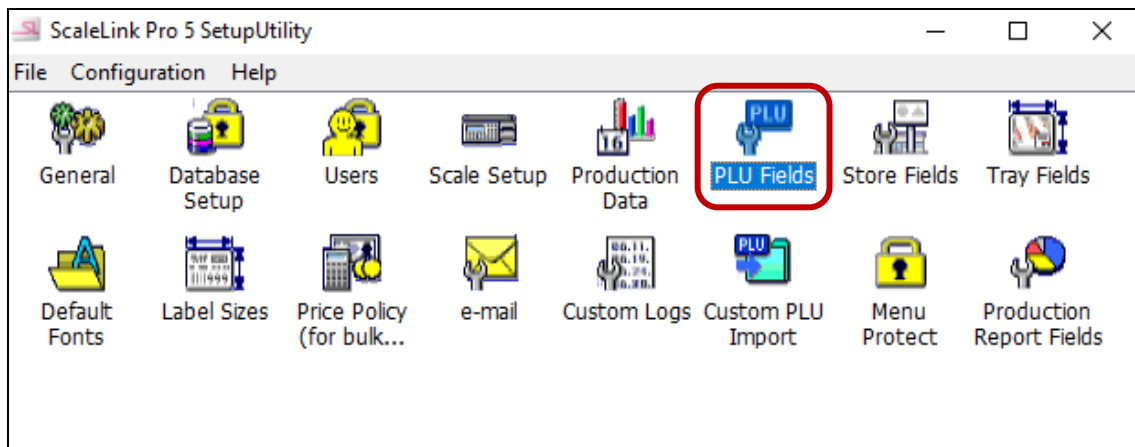 ScaleLink Pro 5 SetupUtility
File Configuration Help
PLU
16
General Database Setup Users Scale Setup Production Data PLU Fields Store Fields Tray Fields
A
PLU
Default Fonts Label Sizes Price Policy (for bulk... e-mail Custom Logs Custom PLU Import Menu Protect Production Report Fields